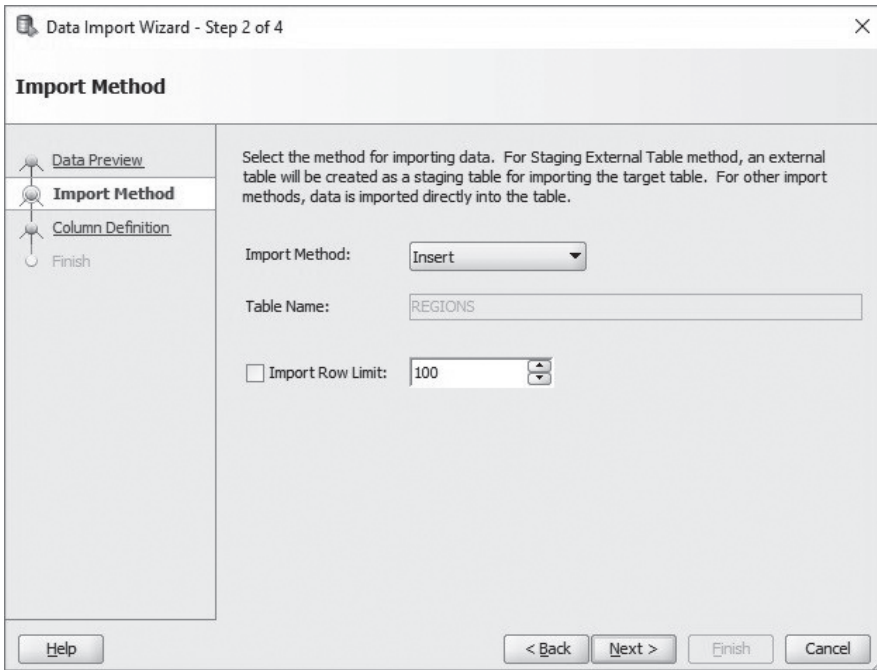 Data Import Wizard - Step 2 of 4
Import Method
Data Preview
Import Method
Column Definition
Finish
Select the method for importing data. For Staging External Table method, an external
table will be created as a staging table for importing the target table. For other import
methods, data is imported directly into the table.
Import Method: Insert
Table Name: REGIONS
Import Row Limit: 100
Help < Back Next > Finish Cancel